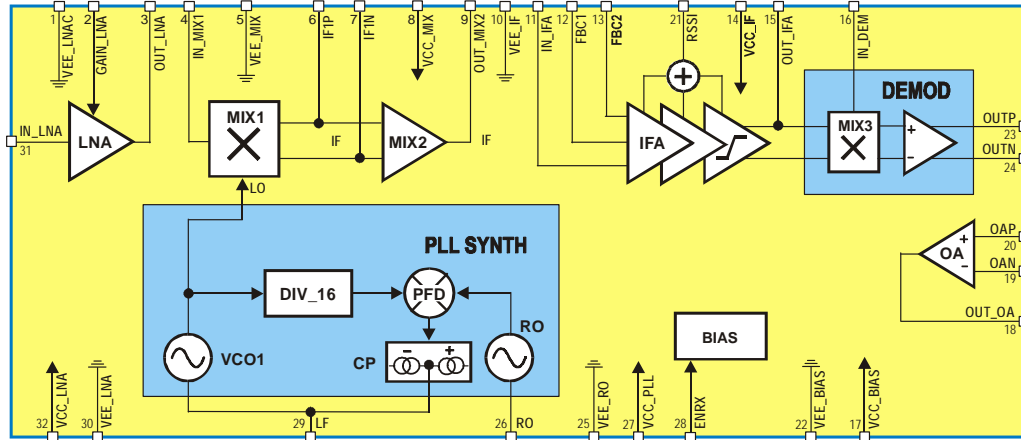 1 2 3 4 5 6 7 8 9 10 11 12 13 21 14 15 16
VEE_LNAC
GAIN_LNA
OUT_LNA
IN_MIX1
VEE_MIX
IF1P
IF1N
VCC_MIX
OUT_MIX2
VEE_IF
IN_IFA
FBC1
FBC2
RSSI
VCC_IF
OUT_IFA
IN_DEM
IN_LNA
31
LNA
MIX1
IF
MIX2
IF
LO
+
IFA
DEMOD
MIX3
+
−
OUTP
23
OUTN
24
PLL SYNTH
DIV_16
PFD
RO
VCO1
CP
− +
BIAS
OA
+
−
OAP
20
OAN
19
OUT_OA
18
32
VCC_LNA
30
VEE_LNA
29
LF
26
RO
25
VEE_RO
27
VCC_PLL
28
ENRX
22
VEE_BIAS
17
VCC_BIAS